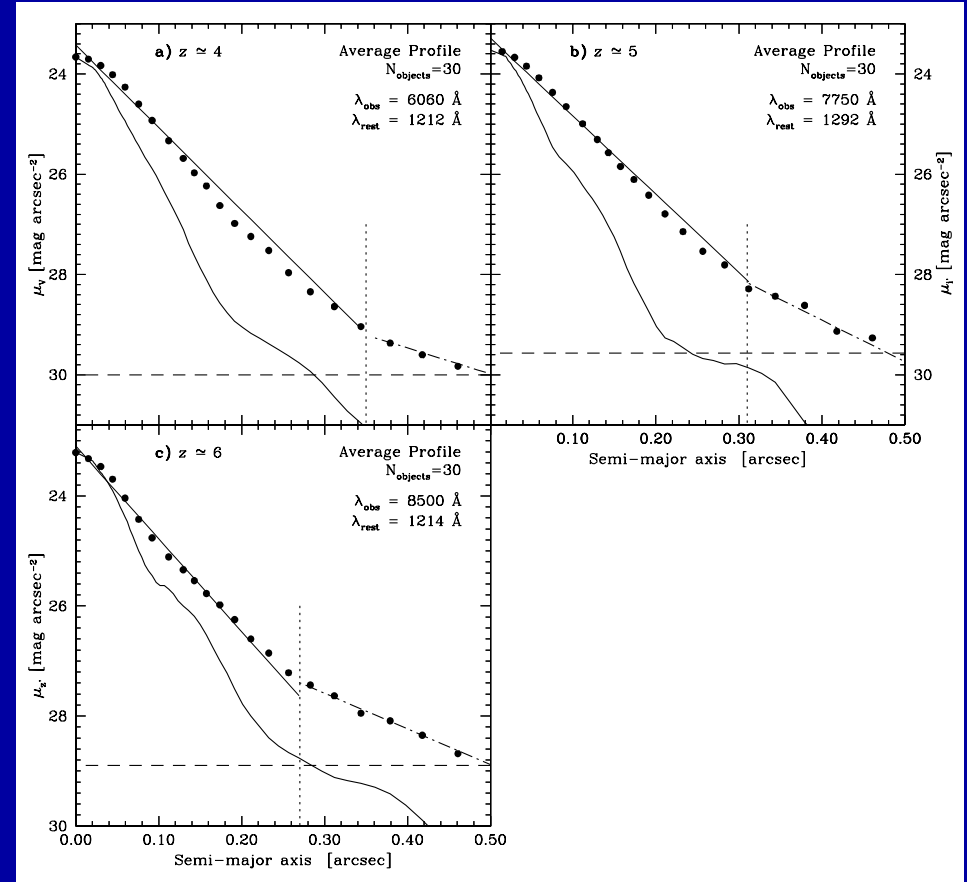 a) z ≃ 4
Average Profile
N_objects=30
λ_obs = 6060 Å
λ_rest = 1212 Å
24
26
28
30
μ_V [mag arcsec⁻²]
b) z ≃ 5
Average Profile
N_objects=30
λ_obs = 7750 Å
λ_rest = 1292 Å
24
26
28
30
μ_i' [mag arcsec⁻²]
0.10 0.20 0.30 0.40 0.50
Semi-major axis [arcsec]
c) z ≃ 6
Average Profile
N_objects=30
λ_obs = 8500 Å
λ_rest = 1214 Å
24
26
28
30
μ_z' [mag arcsec⁻²]
0.00 0.10 0.20 0.30 0.40 0.50
Semi-major axis [arcsec]